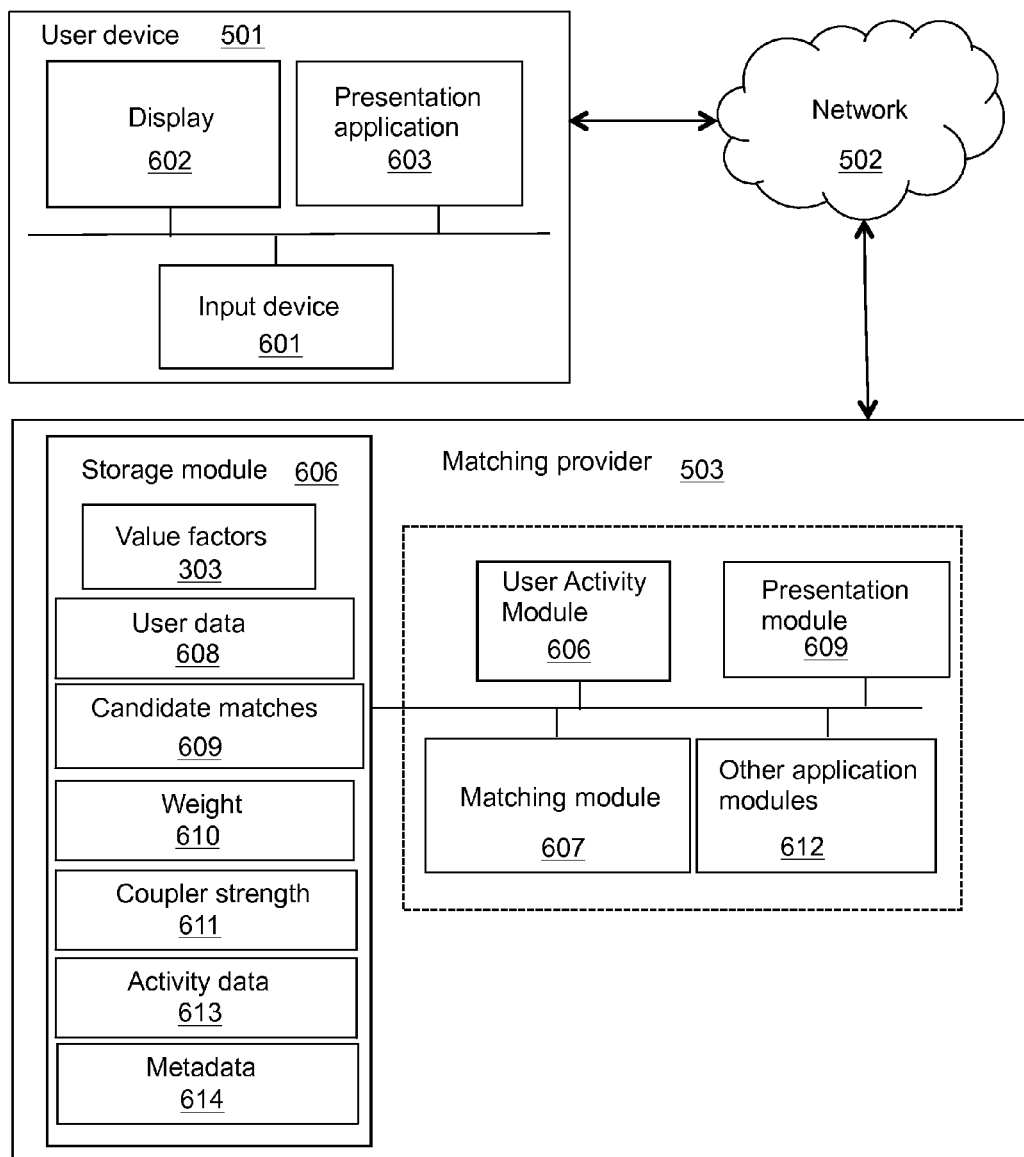 User device 501
Display
602
Presentation
application
603
Input device
601
Network
502
Storage module 606
Value factors
303
User data
608
Candidate matches
609
Weight
610
Coupler strength
611
Activity data
613
Metadata
614
Matching provider 503
User Activity
Module
606
Presentation
module
609
Matching module
607
Other application
modules
612